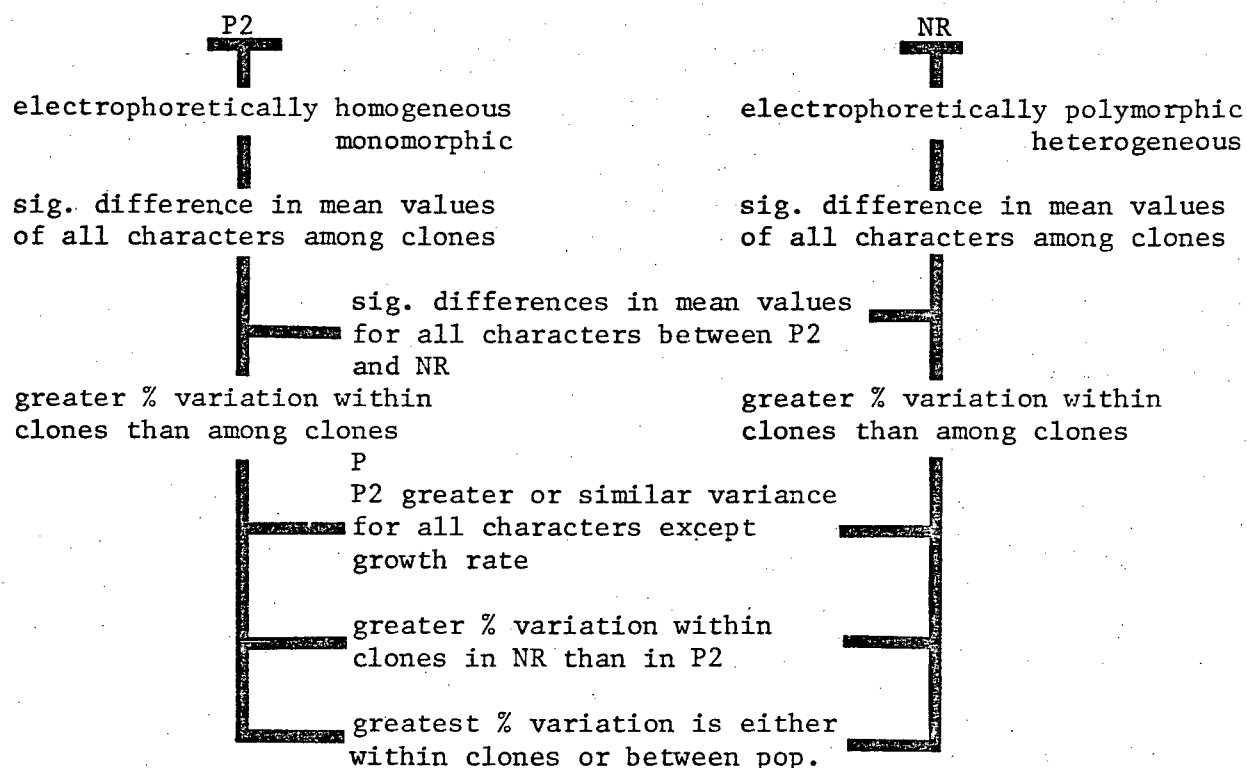 P2
NR
electrophoretically homogeneous
monomorphic
electrophoretically polymorphic
heterogeneous
sig. difference in mean values
of all characters among clones
sig. difference in mean values
of all characters among clones
sig. differences in mean values
for all characters between P2
and NR
greater % variation within
clones than among clones
greater % variation within
clones than among clones
P
P2 greater or similar variance
for all characters except
growth rate
greater % variation within
clones in NR than in P2
greatest % variation is either
within clones or between pop.